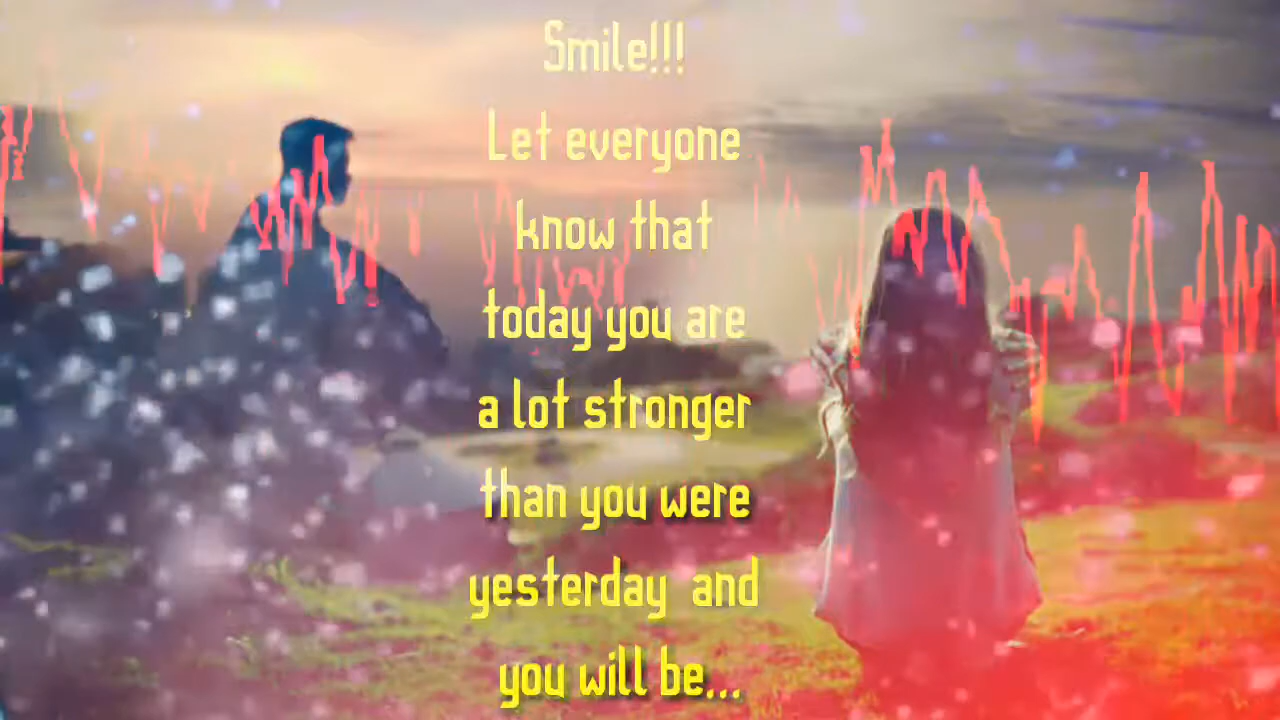 Smile!!!
Let everyone
know that
today you are
a lot stronger
than you were
yesterday and
you will be...